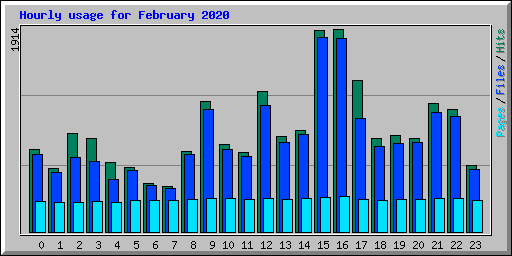 Hourly usage for February 2020
1914
Pages/Files/Hits
0 1 2 3 4 5 6 7 8 9 10 11 12 13 14 15 16 17 18 19 20 21 22 23